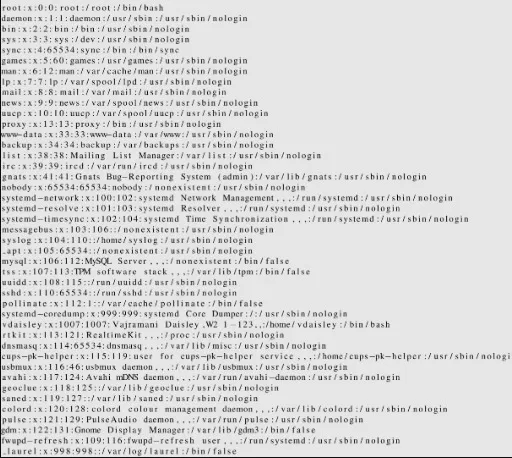 root:x:0:0:root:/root:/bin/bash
daemon:x:1:1:daemon:/usr/sbin:/usr/sbin/nologin
bin:x:2:2:bin:/bin:/usr/sbin/nologin
sys:x:3:3:sys:/dev:/usr/sbin/nologin
sync:x:4:65534:sync:/bin:/bin/sync
games:x:5:60:games:/usr/games:/usr/sbin/nologin
man:x:6:12:man:/var/cache/man:/usr/sbin/nologin
lp:x:7:7:lp:/var/spool/lpd:/usr/sbin/nologin
mail:x:8:8:mail:/var/mail:/usr/sbin/nologin
news:x:9:9:news:/var/spool/news:/usr/sbin/nologin
uucp:x:10:10:uucp:/var/spool/uucp:/usr/sbin/nologin
proxy:x:13:13:proxy:/bin:/usr/sbin/nologin
www-data:x:33:33:www-data:/var/www:/usr/sbin/nologin
backup:x:34:34:backup:/var/backups:/usr/sbin/nologin
list:x:38:38:Mailing List Manager:/var/list:/usr/sbin/nologin
irc:x:39:39:ircd:/var/run/ircd:/usr/sbin/nologin
gnats:x:41:41:Gnats Bug-Reporting System (admin):/var/lib/gnats:/usr/sbin/nologin
nobody:x:65534:65534:nobody:/nonexistent:/usr/sbin/nologin
systemd-network:x:100:102:systemd Network Management,,,:/run/systemd:/usr/sbin/nologin
systemd-resolve:x:101:103:systemd Resolver,,,:/run/systemd:/usr/sbin/nologin
systemd-timesync:x:102:104:systemd Time Synchronization,,,:/run/systemd:/usr/sbin/nologin
messagebus:x:103:106::/nonexistent:/usr/sbin/nologin
syslog:x:104:110::/home/syslog:/usr/sbin/nologin
_apt:x:105:65534::/nonexistent:/usr/sbin/nologin
mysql:x:106:112:MySQL Server,,,:/nonexistent:/bin/false
tss:x:107:113:TPM software stack,,,:/var/lib/tpm:/bin/false
uuidd:x:108:115::/run/uuidd:/usr/sbin/nologin
sshd:x:110:65534::/run/sshd:/usr/sbin/nologin
pollinate:x:112:1::/var/cache/pollinate:/bin/false
systemd-coredump:x:999:999:systemd Core Dumper:/:/usr/sbin/nologin
vdaisley:x:1007:1007:Vajramani Daisley,W2 1-123,,:/home/vdaisley:/bin/bash
rtkit:x:113:121:RealtimeKit,,,:/proc:/usr/sbin/nologin
dnsmasq:x:114:65534:dnsmasq,,,:/var/lib/misc:/usr/sbin/nologin
cups-pk-helper:x:115:119:user for cups-pk-helper service,,,:/home/cups-pk-helper:/usr/sbin/nologi
usbmux:x:116:46:usbmux daemon,,,:/var/lib/usbmux:/usr/sbin/nologin
avahi:x:117:124:Avahi mDNS daemon,,,:/var/run/avahi-daemon:/usr/sbin/nologin
geoclue:x:118:125::/var/lib/geoclue:/usr/sbin/nologin
saned:x:119:127::/var/lib/saned:/usr/sbin/nologin
colord:x:120:128:colord colour management daemon,,,:/var/lib/colord:/usr/sbin/nologin
pulse:x:121:129:PulseAudio daemon,,,:/var/run/pulse:/usr/sbin/nologin
gdm:x:122:131:Gnome Display Manager:/var/lib/gdm3:/bin/false
fwupd-refresh:x:109:116:fwupd-refresh user,,,:/run/systemd:/usr/sbin/nologin
_laurel:x:998:998::/var/log/laurel:/bin/false